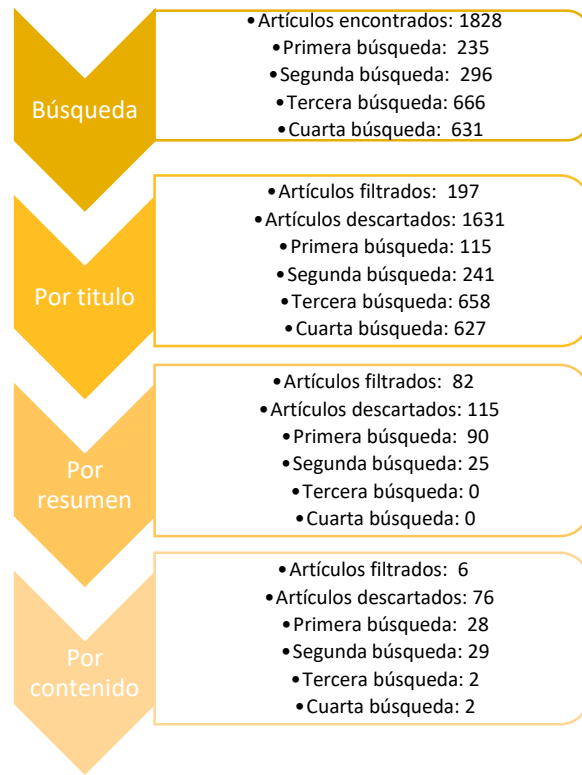 Búsqueda
•Artículos encontrados: 1828
•Primera búsqueda: 235
•Segunda búsqueda: 296
•Tercera búsqueda: 666
•Cuarta búsqueda: 631
Por titulo
•Artículos filtrados: 197
•Artículos descartados: 1631
•Primera búsqueda: 115
•Segunda búsqueda: 241
•Tercera búsqueda: 658
•Cuarta búsqueda: 627
Por
resumen
•Artículos filtrados: 82
•Artículos descartados: 115
•Primera búsqueda: 90
•Segunda búsqueda: 25
•Tercera búsqueda: 0
•Cuarta búsqueda: 0
Por
contenido
•Artículos filtrados: 6
•Artículos descartados: 76
•Primera búsqueda: 28
•Segunda búsqueda: 29
•Tercera búsqueda: 2
•Cuarta búsqueda: 2